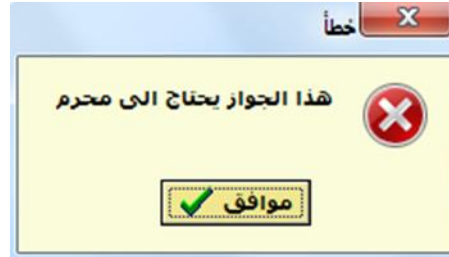 خطأ
هذا الجواز يحتاج الى محرم
موافق